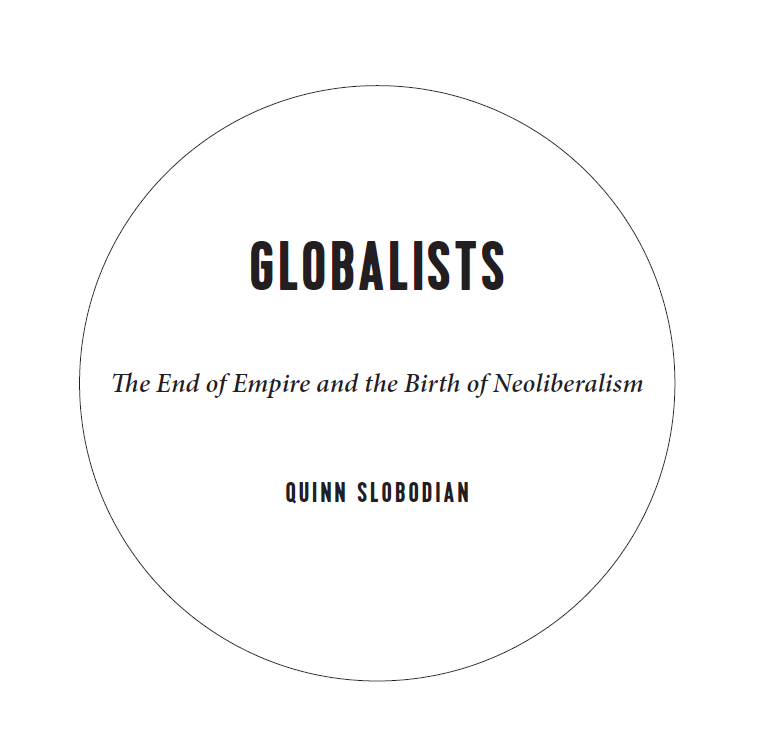 GLOBALISTS
The End of Empire and the Birth of Neoliberalism
QUINN SLOBODIAN